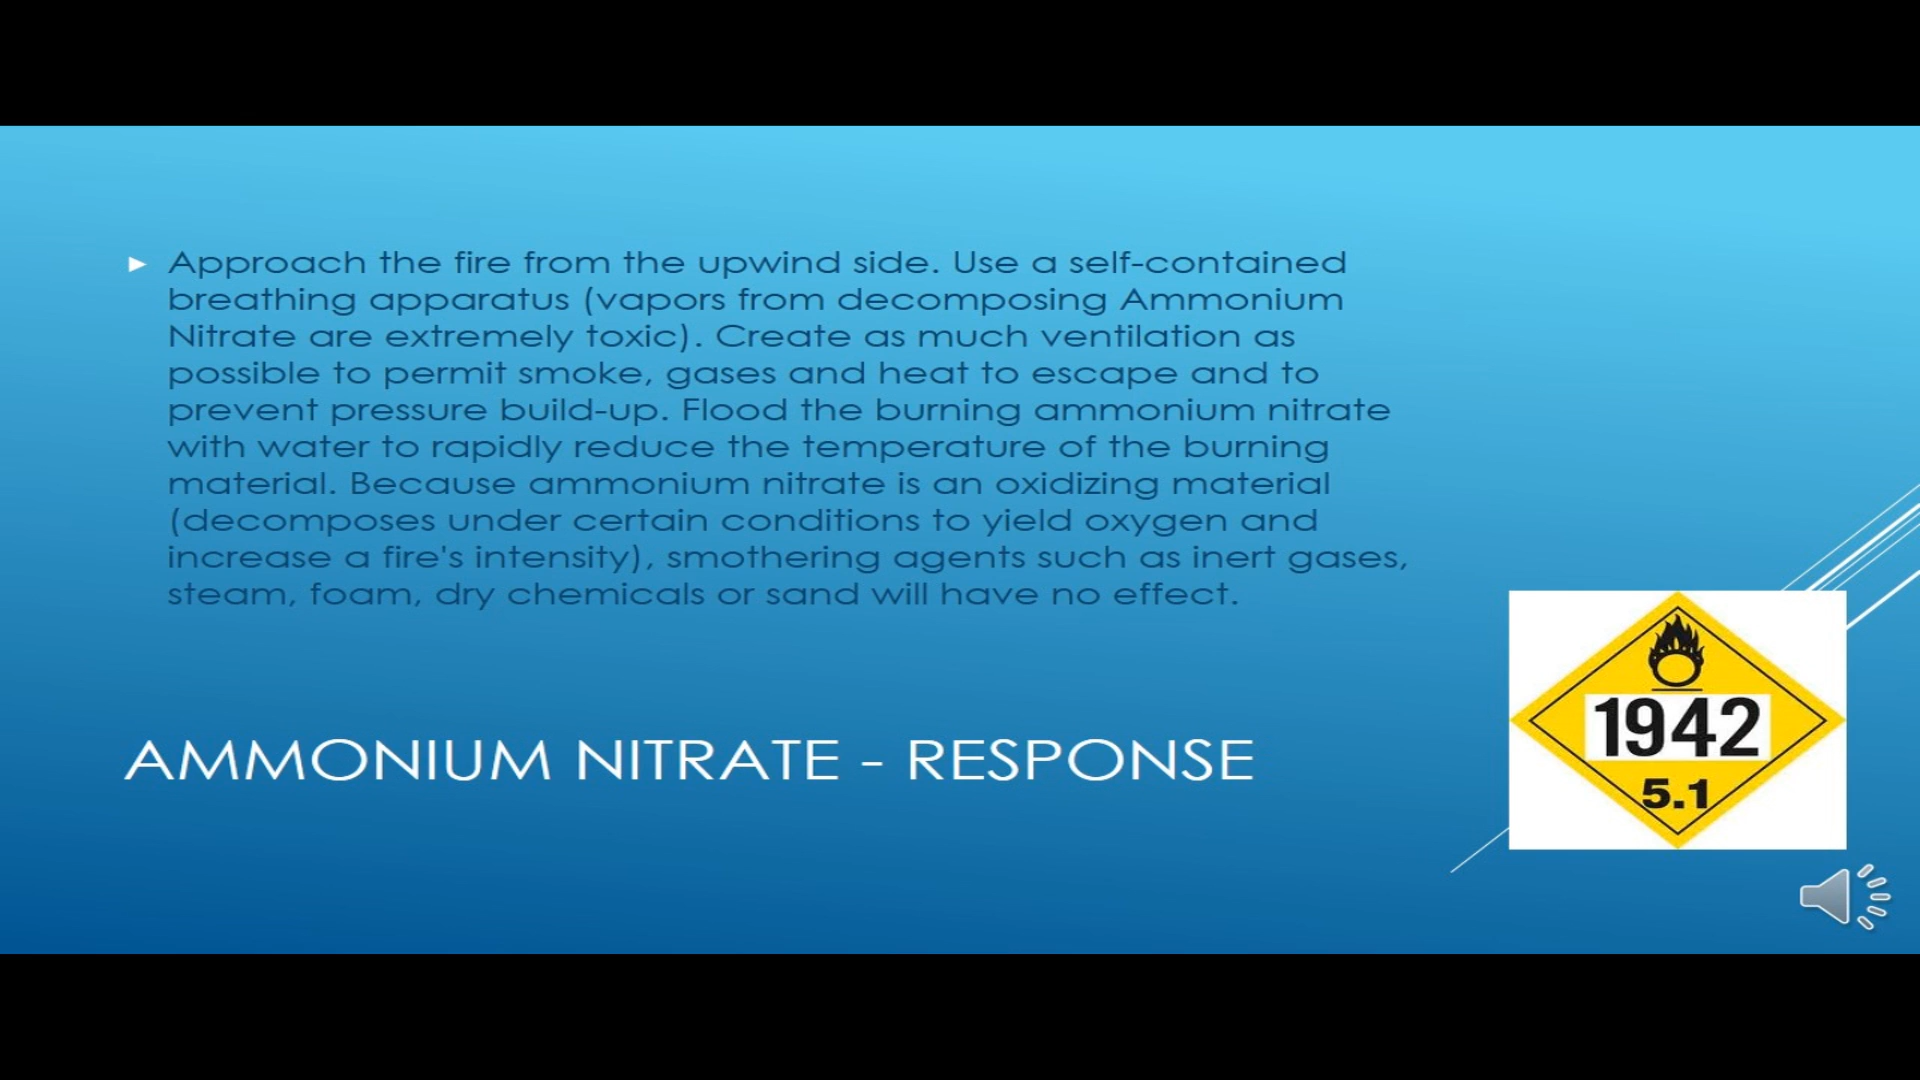 Approach the fire from the upwind side. Use a self-contained
breathing apparatus (vapors from decomposing Ammonium
Nitrate are extremely toxic). Create as much ventilation as
possible to permit smoke, gases and heat to escape and to
prevent pressure build-up. Flood the burning ammonium nitrate
with water to rapidly reduce the temperature of the burning
material. Because ammonium nitrate is an oxidizing material
(decomposes under certain conditions to yield oxygen and
increase a fire's intensity), smothering agents such as inert gases,
steam, foam, dry chemicals or sand will have no effect.
AMMONIUM NITRATE - RESPONSE
1942
5.1